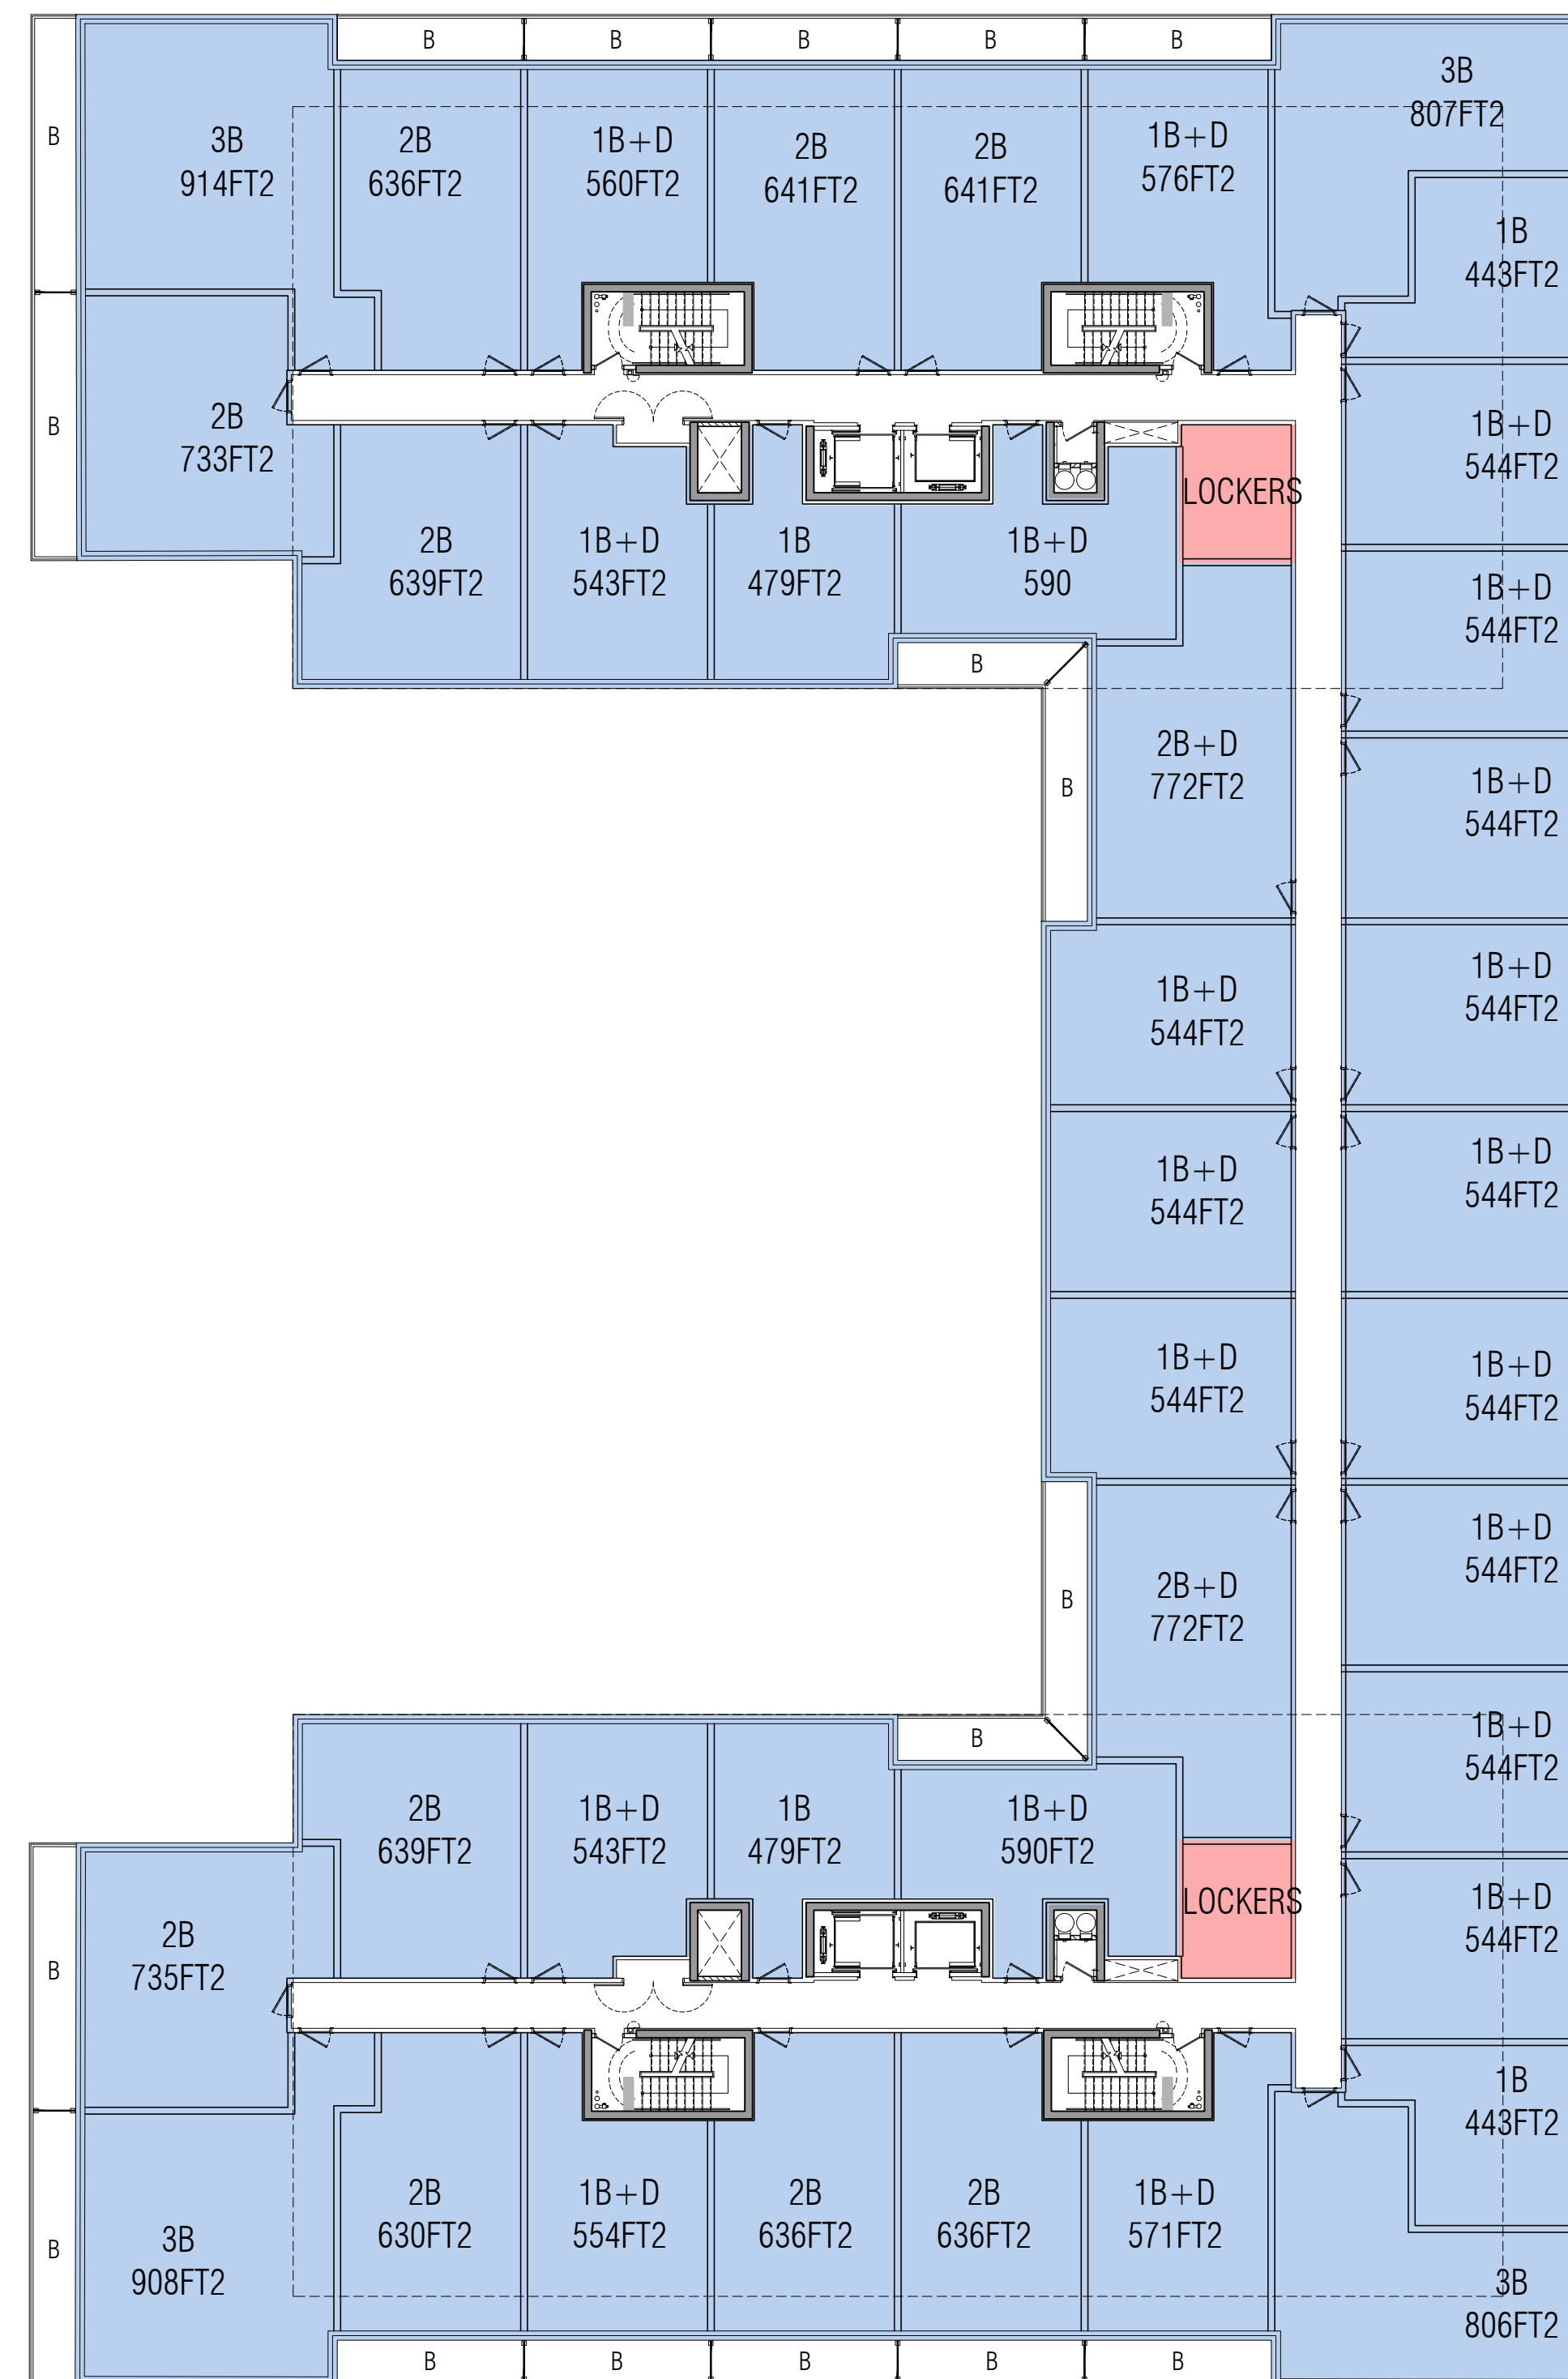 B
B
B
B
B
3B
807FT2
B
3B
914FT2
2B
636FT2
1B+D
560FT2
2B
641FT2
2B
641FT2
1B+D
576FT2
1B
443FT2
B
2B
733FT2
1B+D
544FT2
LOCKERS
2B
639FT2
1B+D
543FT2
1B
479FT2
1B+D
590
1B+D
544FT2
B
2B+D
772FT2
B
1B+D
544FT2
1B+D
544FT2
1B+D
544FT2
1B+D
544FT2
1B+D
544FT2
1B+D
544FT2
1B+D
544FT2
2B+D
772FT2
B
1B+D
544FT2
B
1B+D
544FT2
2B
639FT2
1B+D
543FT2
1B
479FT2
1B+D
590FT2
LOCKERS
1B+D
544FT2
B
2B
735FT2
1B
443FT2
B
3B
908FT2
2B
630FT2
1B+D
554FT2
2B
636FT2
2B
636FT2
1B+D
571FT2
3B
806FT2
B
B
B
B
B